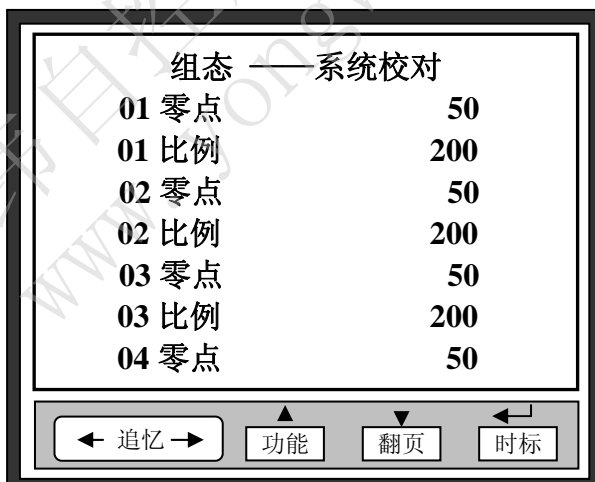 组态 ——系统校对
01 零点 50
01 比例 200
02 零点 50
02 比例 200
03 零点 50
03 比例 200
04 零点 50
追忆 功能 翻页 时标